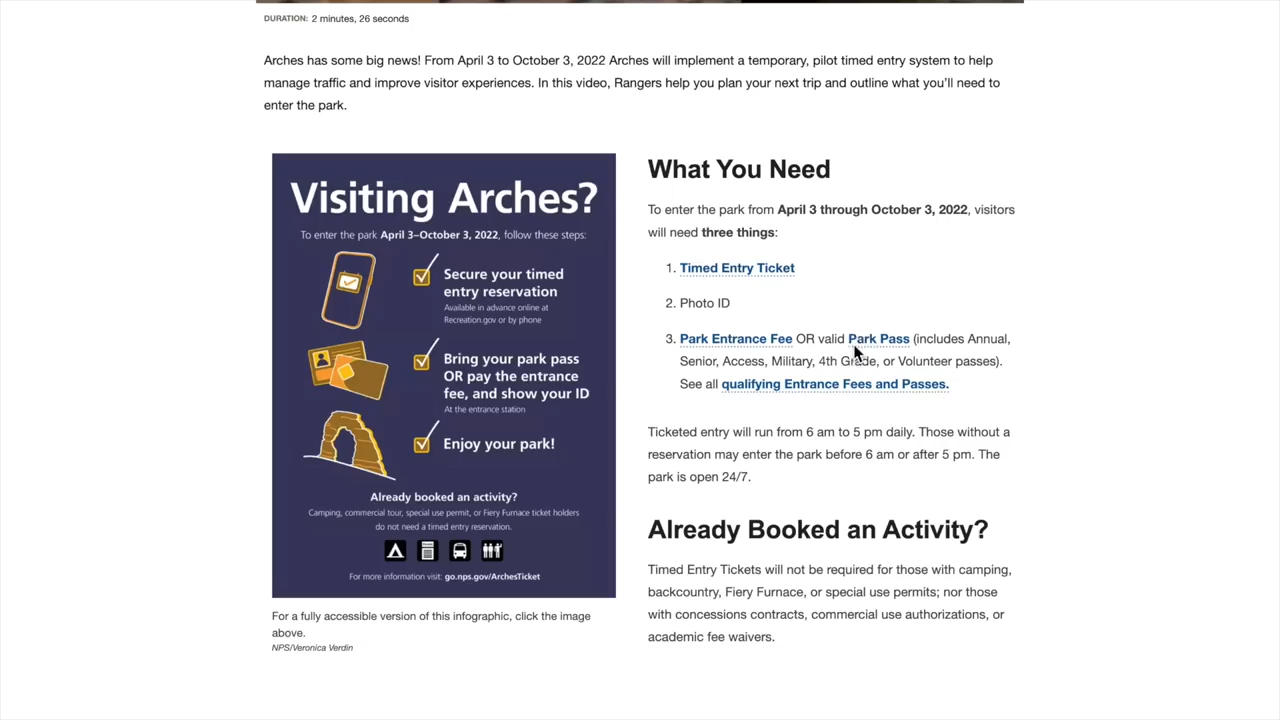 DURATION: 2 minutes, 26 seconds
Arches has some big news! From April 3 to October 3, 2022 Arches will implement a temporary, pilot timed entry system to help
manage traffic and improve visitor experiences. In this video, Rangers help you plan your next trip and outline what you'll need to
enter the park.
Visiting Arches?
To enter the park April 3–October 3, 2022, follow these steps:
Secure your timed
entry reservation
Available in advance online at
Recreation.gov or by phone
Bring your park pass
OR pay the entrance
fee, and show your ID
At the entrance station
Enjoy your park!
Already booked an activity?
Camping, commercial tour, special use permit, or Fiery Furnace ticket holders
do not need a timed entry reservation.
For more information visit: go.nps.gov/ArchesTicket
For a fully accessible version of this infographic, click the image
above.
NPS/Veronica Verdin
What You Need
To enter the park from April 3 through October 3, 2022, visitors
will need three things:
1. Timed Entry Ticket
2. Photo ID
3. Park Entrance Fee OR valid Park Pass (includes Annual,
Senior, Access, Military, 4th Grade, or Volunteer passes).
See all qualifying Entrance Fees and Passes.
Ticketed entry will run from 6 am to 5 pm daily. Those without a
reservation may enter the park before 6 am or after 5 pm. The
park is open 24/7.
Already Booked an Activity?
Timed Entry Tickets will not be required for those with camping,
backcountry, Fiery Furnace, or special use permits; nor those
with concessions contracts, commercial use authorizations, or
academic fee waivers.